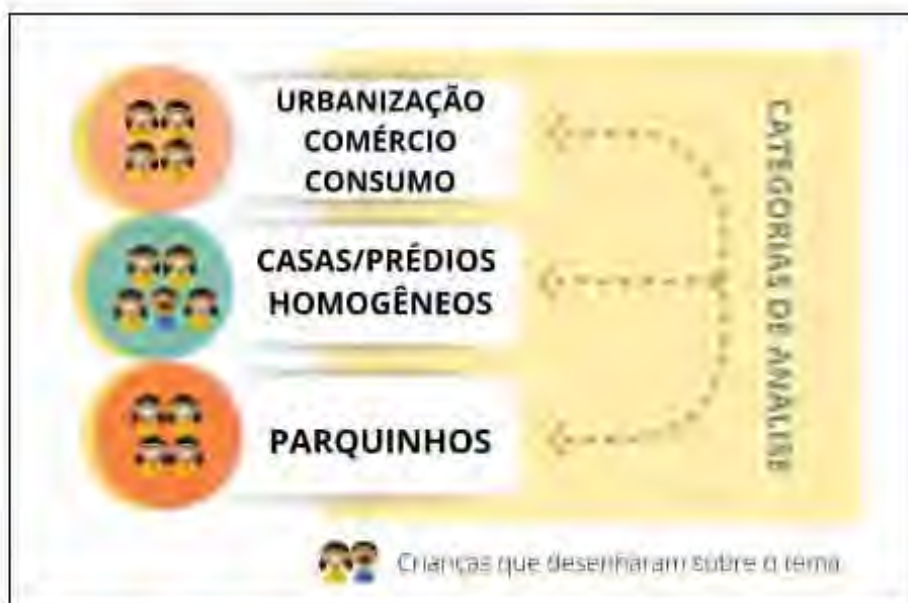 URBANIZAÇÃO
COMÉRCIO
CONSUMO
CASAS/PRÉDIOS
HOMOGÊNEOS
PARQUINHOS
CATEGORIAS DE ANÁLISE
Crianças que desenharam sobre o tema